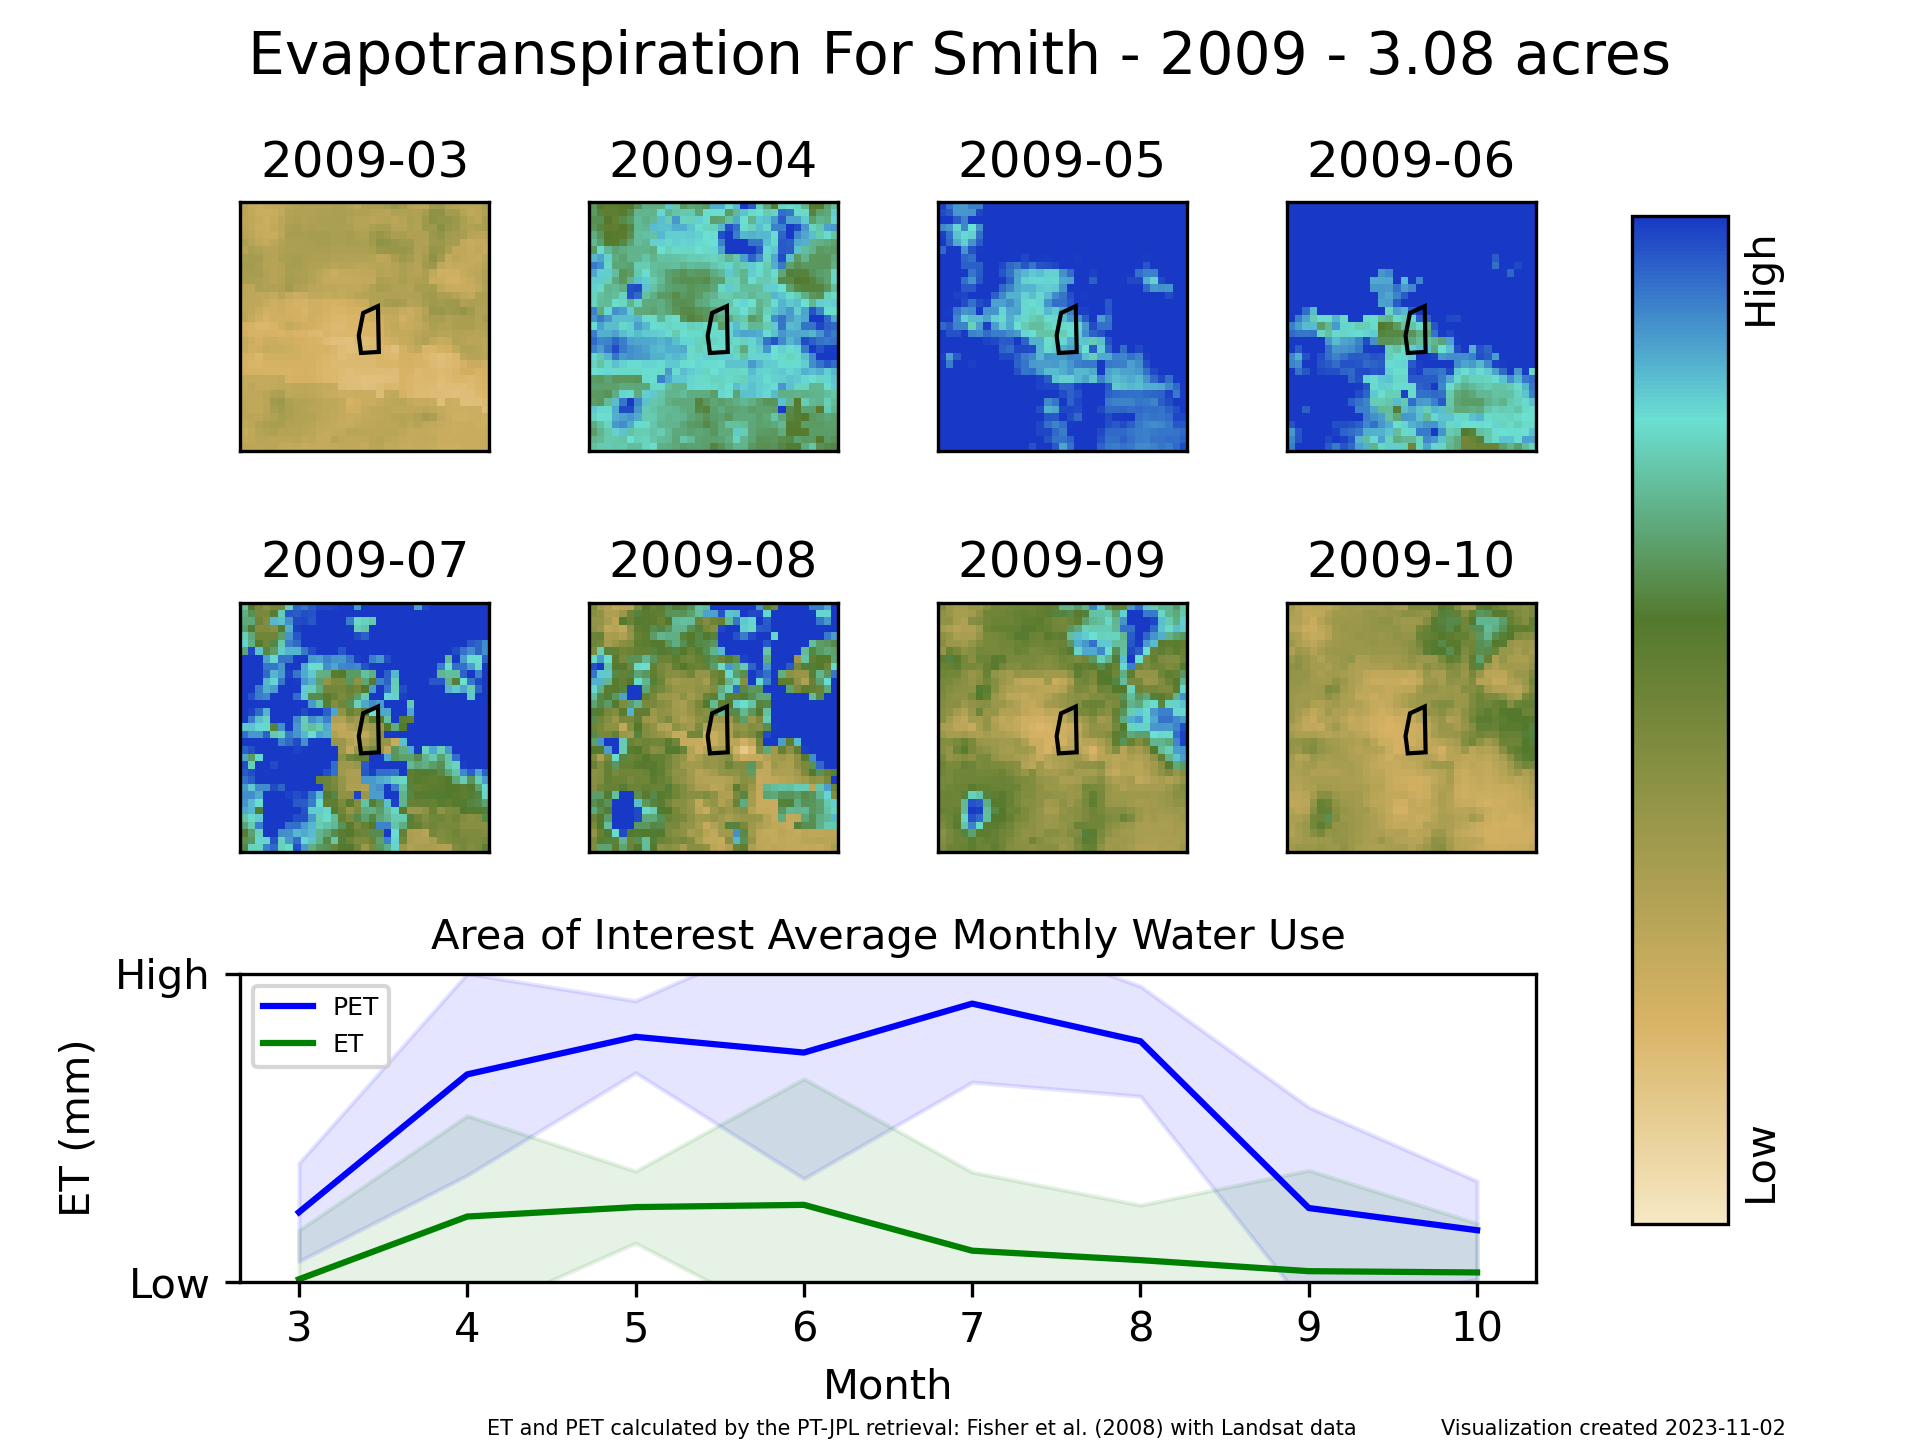 Evapotranspiration For Smith - 2009 - 3.08 acres
2009-03 2009-04 2009-05 2009-06
High
2009-07 2009-08 2009-09 2009-10
Low
Area of Interest Average Monthly Water Use
High
PET
ET
ET (mm)
Low
3 4 5 6 7 8 9 10
Month
ET and PET calculated by the PT-JPL retrieval: Fisher et al. (2008) with Landsat data
Visualization created 2023-11-02